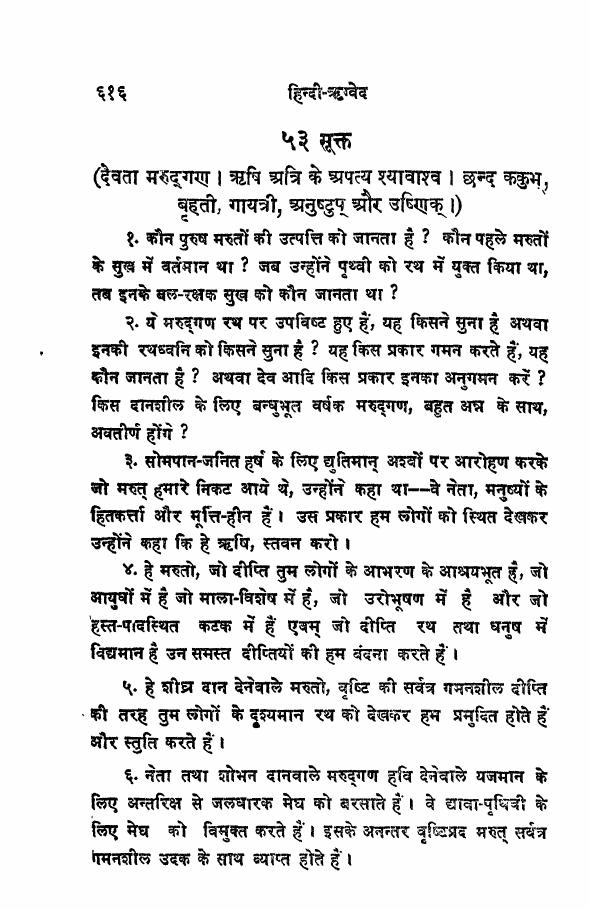 ६१६ हिन्दी-ऋग्वेद
५३ सूक्त
(देवता मरुद्गण । ऋषि अत्रि के अपत्य श्यावाश्व । छन्द ककुभ,
बृहती, गायत्री, अनुष्टुप् और उष्णिक् ।)
१. कौन पुरुष मरुतों की उत्पत्ति को जानता है ? कौन पहले मरुतों
के सुख में वर्तमान था ? जब उन्होंने पृथ्वी को रथ में युक्त किया था,
तब इनके बल-रक्षक सुख को कौन जानता था ?
२. ये मरुद्गण रथ पर उपविष्ट हुए हैं, यह किसने सुना है अथवा
इनकी रथध्वनि को किसने सुना है ? यह किस प्रकार गमन करते हैं, यह
कौन जानता है ? अथवा देव आदि किस प्रकार इनका अनुगमन करें ?
किस दानशील के लिए बन्धुभूत वर्षक मरुद्गण, बहुत अन्न के साथ,
अवतीर्ण होंगे ?
३. सोमपान-जनित हर्ष के लिए द्युतिमान् अश्वों पर आरोहण करके
जो मरुत् हमारे निकट आये थे, उन्होंने कहा था--वे नेता, मनुष्यों के
हितकर्त्ता और मूर्त्ति-हीन हैं। उस प्रकार हम लोगों को स्थित देखकर
उन्होंने कहा कि हे ऋषि, स्तवन करो।
४. हे मरुतो, जो दीप्ति तुम लोगों के आभरण के आश्रयभूत है, जो
आयुधों में है जो माला-विशेष में है, जो उरोभूषण में है और जो
हस्त-पादस्थित कटक में हैं एबम् जो दीप्ति रथ तथा धनुष में
विद्यमान है उन समस्त दीप्तियों की हम वंदना करते हैं।
५. हे शीघ्र दान देनेवाले मरुतो, वृष्टि की सर्वत्र गमनशील दीप्ति
की तरह तुम लोगों के दृश्यमान रथ को देखकर हम प्रमुदित होते हैं
और स्तुति करते हैं।
६. नेता तथा शोभन दानवाले मरुद्गण हवि देनेवाले यजमान के
लिए अन्तरिक्ष से जलधारक मेघ को बरसाते हैं। वे द्यावा-पृथिवी के
लिए मेघ को विमुक्त करते हैं। इसके अनन्तर वृष्टिप्रद मरुत् सर्वत्र
गमनशील उदक के साथ व्याप्त होते हैं।